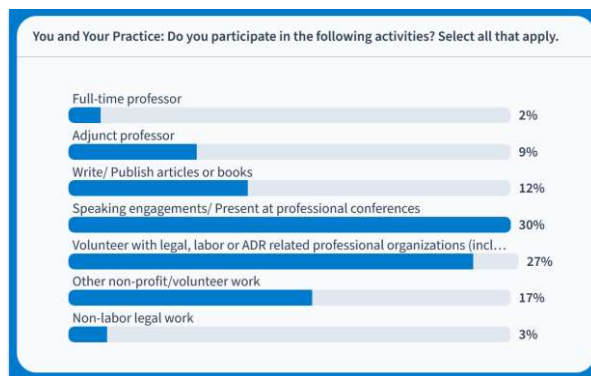 You and Your Practice: Do you participate in the following activities? Select all that apply.
Full-time professor
2%
Adjunct professor
9%
Write/ Publish articles or books
12%
Speaking engagements/ Present at professional conferences
30%
Volunteer with legal, labor or ADR related professional organizations (incl...
27%
Other non-profit/volunteer work
17%
Non-labor legal work
3%